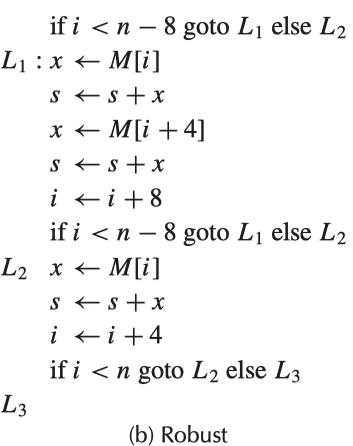 if i < n − 8 goto L₁ else L₂
L₁ : x ← M[i]
s ← s + x
x ← M[i + 4]
s ← s + x
i ← i + 8
if i < n − 8 goto L₁ else L₂
L₂ x ← M[i]
s ← s + x
i ← i + 4
if i < n goto L₂ else L₃
L₃
(b) Robust